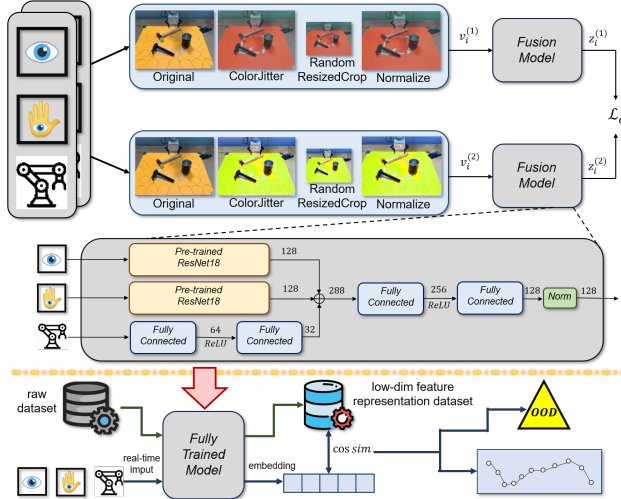 Original
ColorJitter
Random
ResizedCrop
Normalize
v_i^(1)
Fusion
Model
z_i^(1)
Original
ColorJitter
Random
ResizedCrop
Normalize
v_i^(2)
Fusion
Model
z_i^(2)
Pre-trained
ResNet18
128
Pre-trained
ResNet18
128
Fully
Connected
64
ReLU
Fully
Connected
32
288
Fully
Connected
256
ReLU
Fully
Connected
128
Norm
128
raw
dataset
Fully
Trained
Model
low-dim feature
representation dataset
OOD
cos sim
real-time
imput
embedding